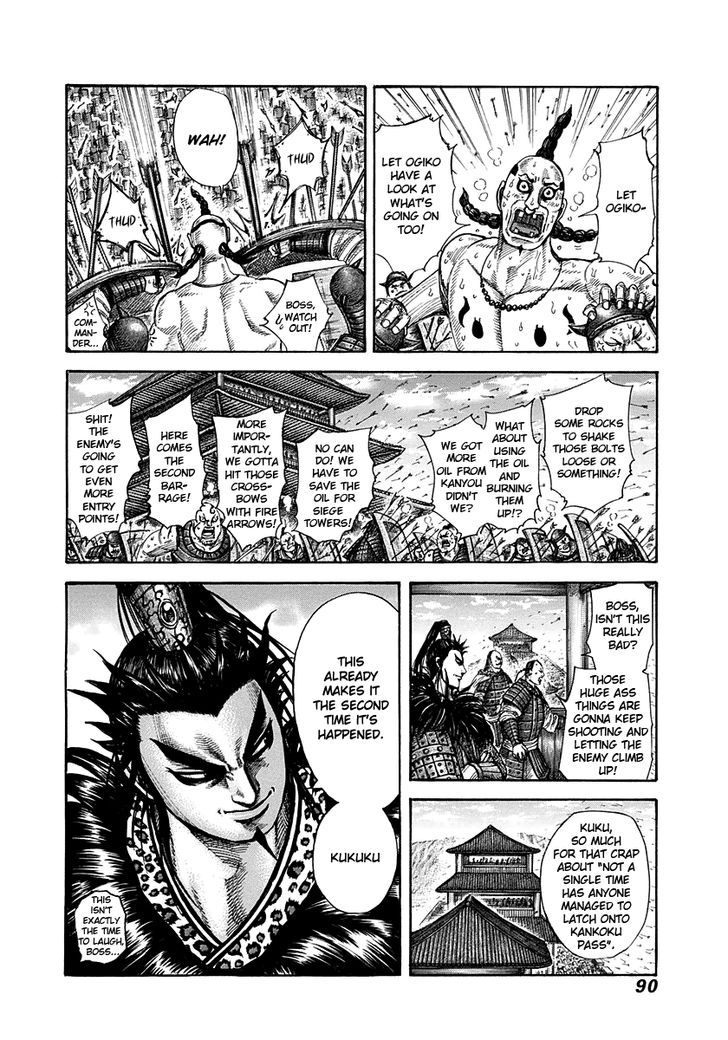 LET OGIKO-
LET OGIKO
HAVE A
LOOK AT
WHAT'S
GOING ON
TOO!
WAH!
THUD
THUD
BOSS,
WATCH
OUT!
COM-
MAN-
DER...
DROP
SOME ROCKS
TO SHAKE
THOSE BOLTS
LOOSE OR
SOMETHING!
WHAT
ABOUT
USING
THE OIL
AND
BURNING
THEM
UP!?
WE GOT
MORE
OIL FROM
KANYOU
DIDN'T
WE?
NO CAN
DO! WE
HAVE TO
SAVE THE
OIL FOR
SIEGE
TOWERS!
MORE
IMPOR-
TANTLY,
WE GOTTA
HIT THOSE
CROSS-
BOWS
WITH FIRE
ARROWS!
HERE
COMES
THE
SECOND
BAR-
RAGE!
SHIT!
THE
ENEMY'S
GOING
TO GET
EVEN
MORE
ENTRY
POINTS!
BOSS,
ISN'T THIS
REALLY
BAD?
THOSE
HUGE ASS
THINGS ARE
GONNA KEEP
SHOOTING AND
LETTING THE
ENEMY CLIMB
UP!
KUKU,
SO MUCH
FOR THAT CRAP
ABOUT "NOT A
SINGLE TIME
HAS ANYONE
MANAGED TO
LATCH ONTO
KANKOKU
PASS".
THIS
ALREADY
MAKES IT
THE SECOND
TIME IT'S
HAPPENED.
KUKUKU
THIS
ISN'T
EXACTLY
THE TIME
TO LAUGH,
BOSS...
90